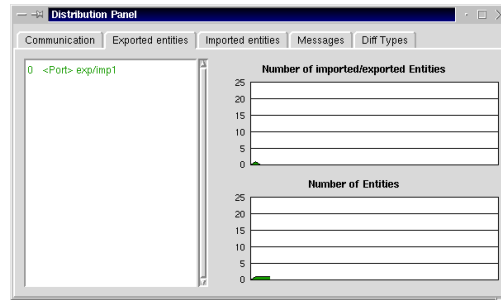 Distribution Panel
Communication Exported entities Imported entities Messages Diff Types
0 <Port> exp/imp1
Number of imported/exported Entities
25
20
15
10
5
0
Number of Entities
25
20
15
10
5
0